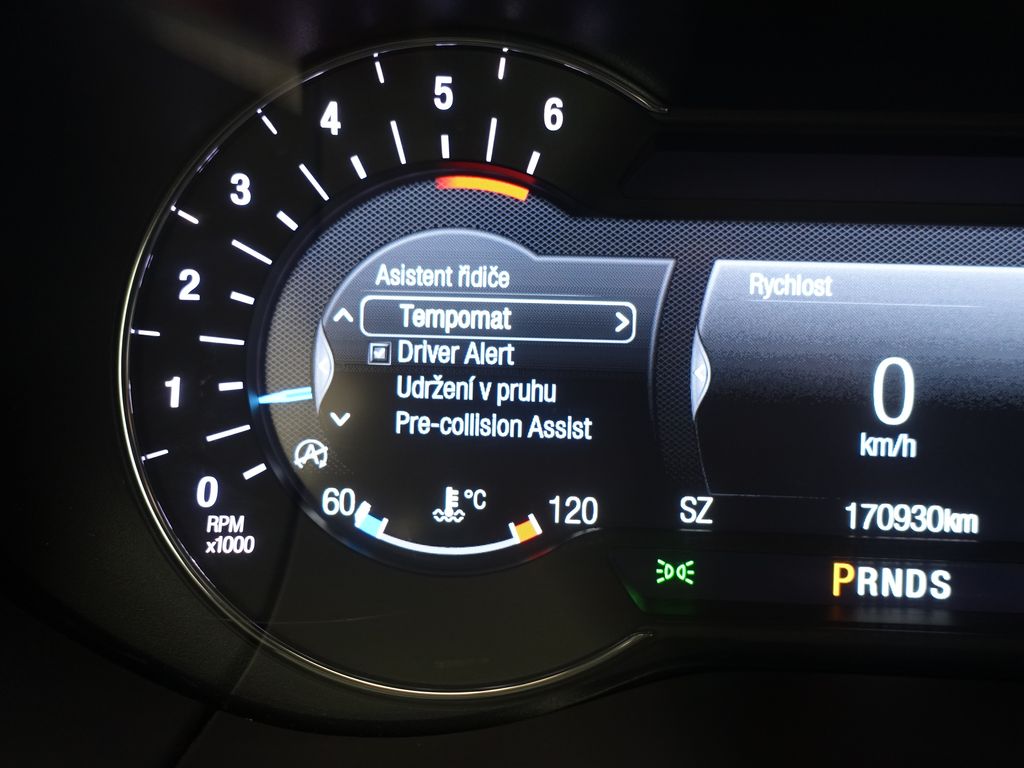 6
5
4
3
2
1
0
RPM
x1000
Asistent řidiče
Tempomat
Driver Alert
Udržení v pruhu
Pre-collision Assist
60 °C 120
Rychlost
0
km/h
SZ 170930km
PRNDS